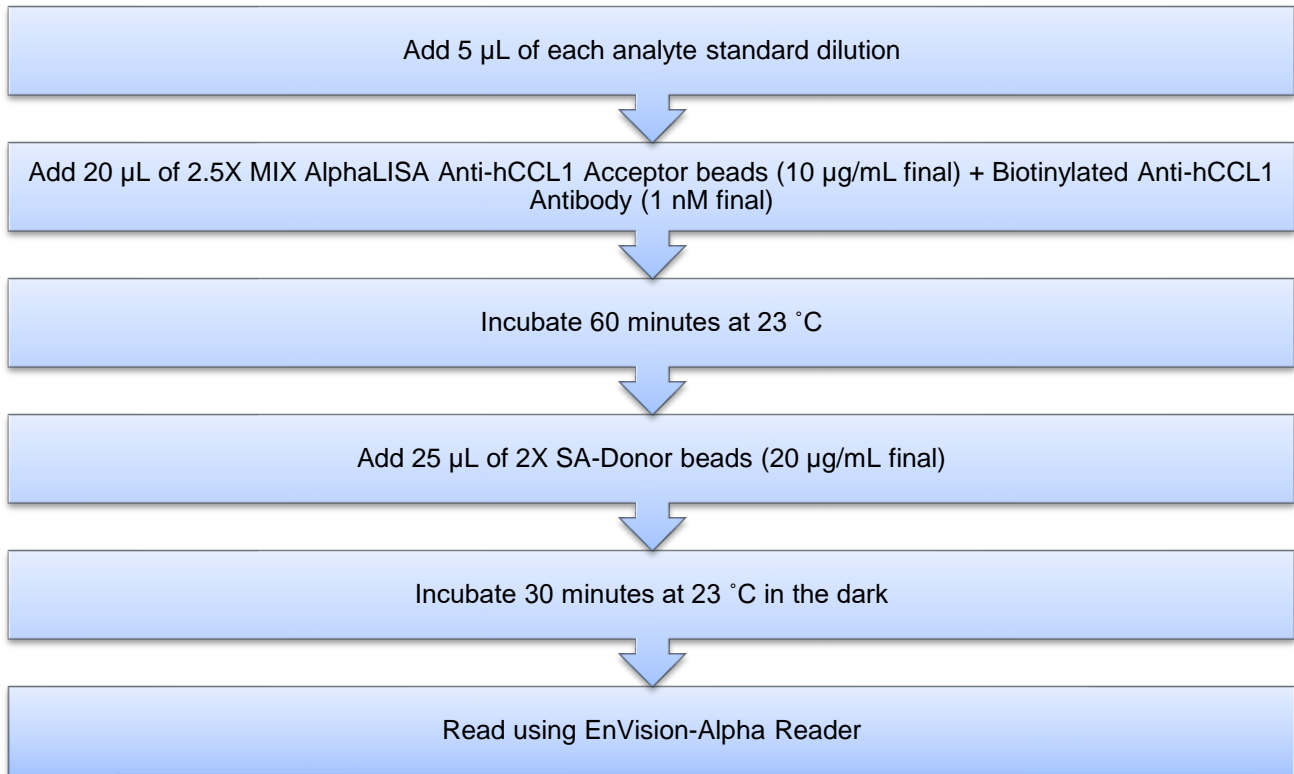 Add 5 µL of each analyte standard dilution
Add 20 µL of 2.5X MIX AlphaLISA Anti-hCCL1 Acceptor beads (10 µg/mL final) + Biotinylated Anti-hCCL1
Antibody (1 nM final)
Incubate 60 minutes at 23 ˚C
Add 25 µL of 2X SA-Donor beads (20 µg/mL final)
Incubate 30 minutes at 23 ˚C in the dark
Read using EnVision-Alpha Reader